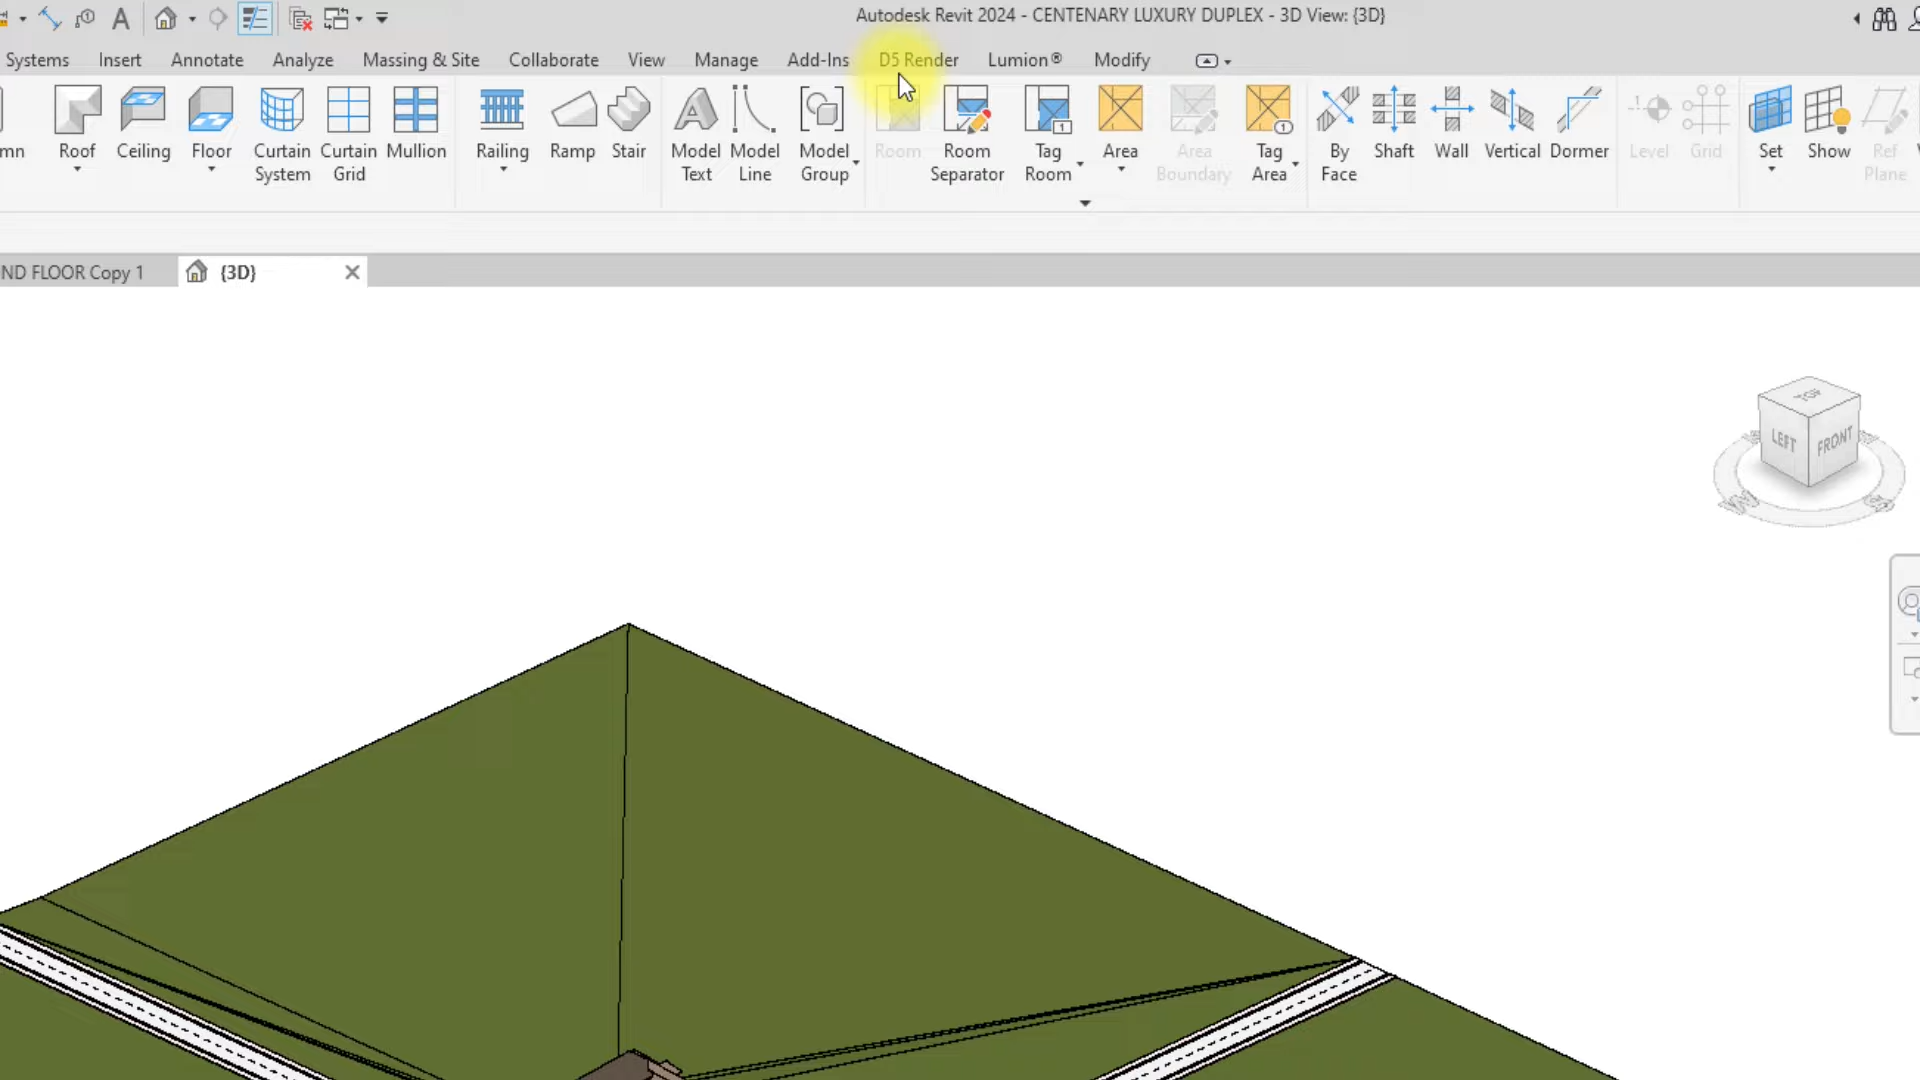 Autodesk Revit 2024 - CENTENARY LUXURY DUPLEX - 3D View: {3D}
Systems Insert Annotate Analyze Massing & Site Collaborate View Manage Add-Ins D5 Render Lumion® Modify
mn Roof Ceiling Floor Curtain System Curtain Grid Mullion Railing Ramp Stair Model Text Model Line Model Group Room Room Separator Tag Room Area Area Boundary Tag Area By Face Shaft Wall Vertical Dormer Level Grid Set Show Ref Plane
ND FLOOR Copy 1 {3D}
TOP
LEFT FRONT